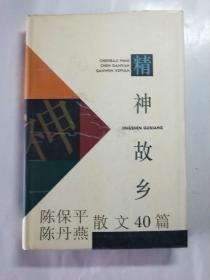 CHENBAO PING
CHEN DANYAN
SANWEN 40PIAN
精
神
故
乡
JINGSHEN GUXIANG
神
陈保平
陈丹燕 散文40篇